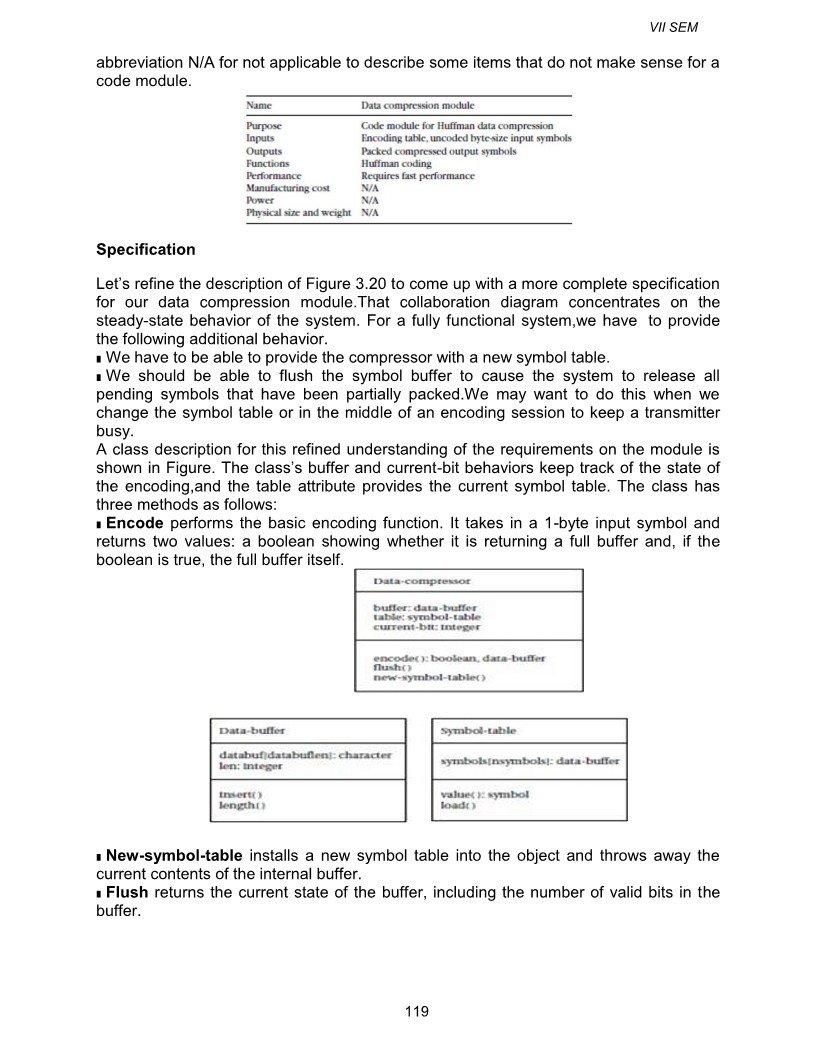 VII SEM
abbreviation N/A for not applicable to describe some items that do not make sense for a
code module.
Name Data compression module
Purpose Code module for Huffman data compression
Inputs Encoding table, uncoded byte-size input symbols
Outputs Packed compressed output symbols
Functions Huffman coding
Performance Requires fast performance
Manufacturing cost N/A
Power N/A
Physical size and weight N/A
Specification
Let’s refine the description of Figure 3.20 to come up with a more complete specification
for our data compression module.That collaboration diagram concentrates on the
steady-state behavior of the system. For a fully functional system,we have to provide
the following additional behavior.
∎ We have to be able to provide the compressor with a new symbol table.
∎ We should be able to flush the symbol buffer to cause the system to release all
pending symbols that have been partially packed.We may want to do this when we
change the symbol table or in the middle of an encoding session to keep a transmitter
busy.
A class description for this refined understanding of the requirements on the module is
shown in Figure. The class’s buffer and current-bit behaviors keep track of the state of
the encoding,and the table attribute provides the current symbol table. The class has
three methods as follows:
∎ Encode performs the basic encoding function. It takes in a 1-byte input symbol and
returns two values: a boolean showing whether it is returning a full buffer and, if the
boolean is true, the full buffer itself.
Data-compressor
buffer: data-buffer
table: symbol-table
current-bit: integer
encode( ): boolean, data-buffer
flush( )
new-symbol-table( )
Data-buffer
databuf[databuflen]: character
len: integer
insert( )
length( )
Symbol-table
symbols[nsymbols]: data-buffer
value( ): symbol
load( )
∎ New-symbol-table installs a new symbol table into the object and throws away the
current contents of the internal buffer.
∎ Flush returns the current state of the buffer, including the number of valid bits in the
buffer.
119